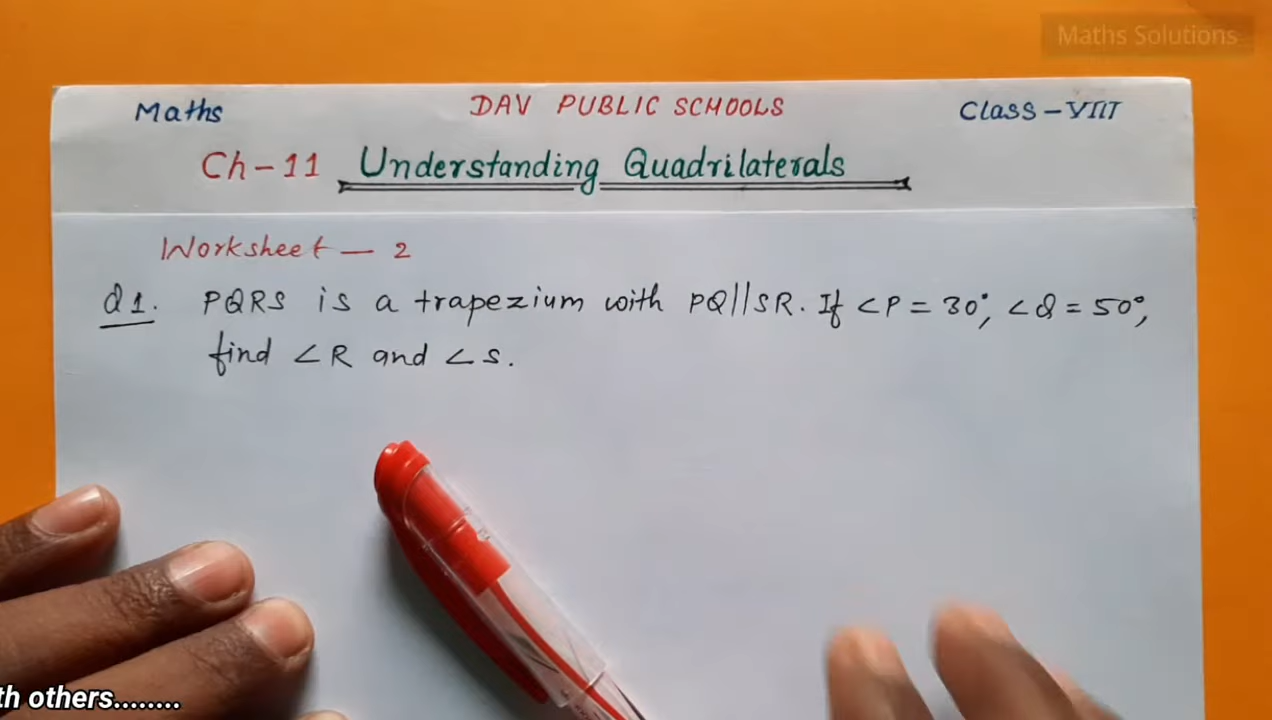 Maths Solutions
Maths DAV PUBLIC SCHOOLS Class-VIII
Ch-11 Understanding Quadrilaterals
Worksheet - 2
Q1. PQRS is a trapezium with PQ||SR. If ∠P = 30°, ∠Q = 50°,
find ∠R and ∠S.
th others........